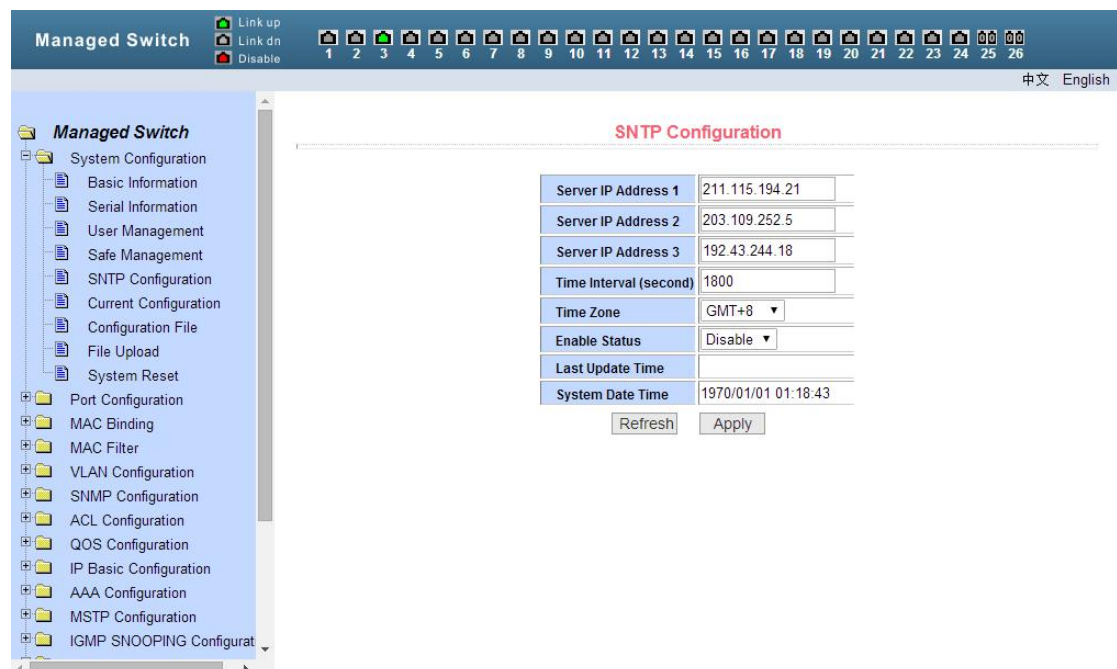 Managed Switch
Link up
Link dn
Disable
1 2 3 4 5 6 7 8 9 10 11 12 13 14 15 16 17 18 19 20 21 22 23 24 25 26
中文 English
Managed Switch
System Configuration
Basic Information
Serial Information
User Management
Safe Management
SNTP Configuration
Current Configuration
Configuration File
File Upload
System Reset
Port Configuration
MAC Binding
MAC Filter
VLAN Configuration
SNMP Configuration
ACL Configuration
QOS Configuration
IP Basic Configuration
AAA Configuration
MSTP Configuration
IGMP SNOOPING Configurat
SNTP Configuration
Server IP Address 1 211.115.194.21
Server IP Address 2 203.109.252.5
Server IP Address 3 192.43.244.18
Time Interval (second) 1800
Time Zone GMT+8
Enable Status Disable
Last Update Time
System Date Time 1970/01/01 01:18:43
Refresh Apply